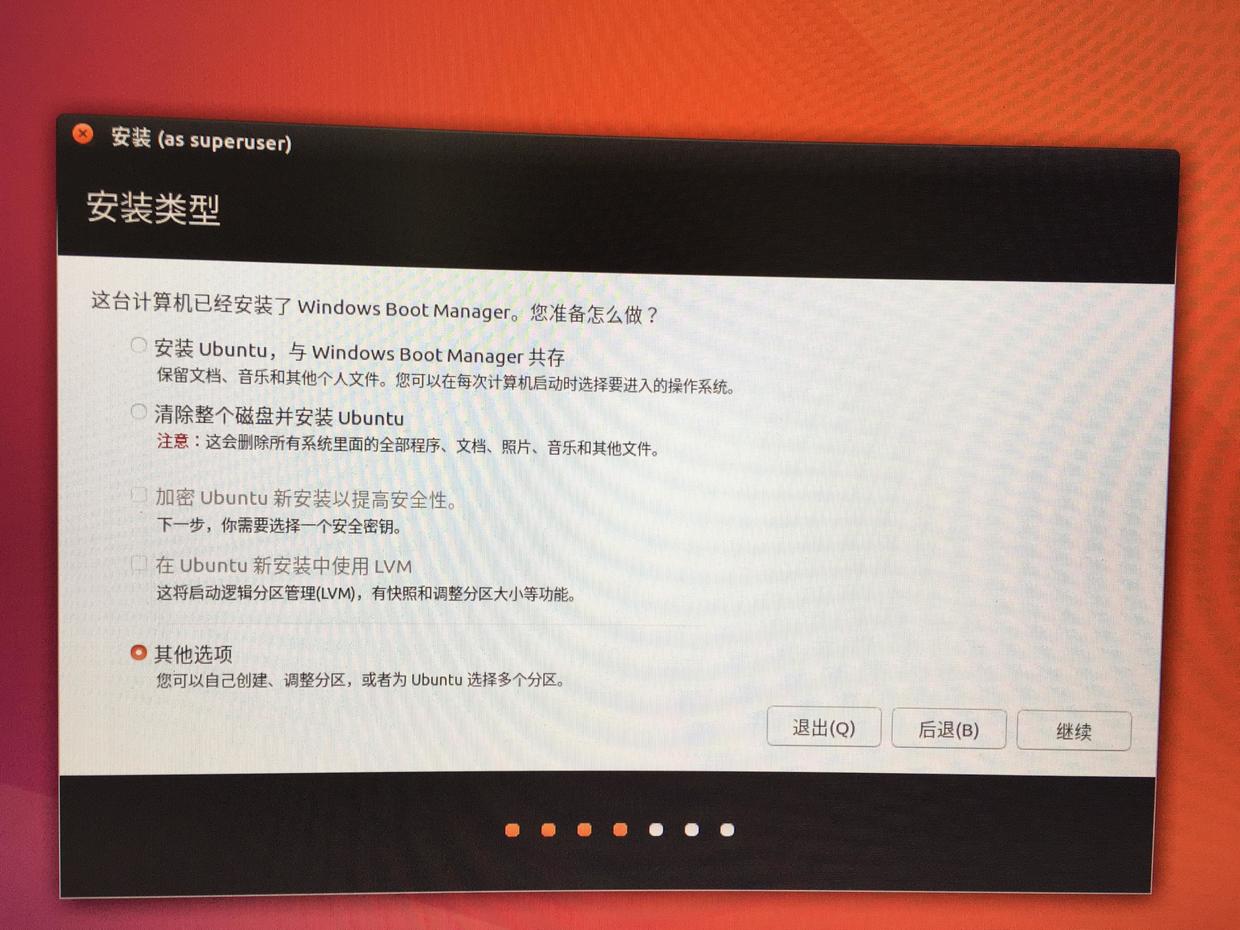 安装 (as superuser)
安装类型
这台计算机已经安装了 Windows Boot Manager。您准备怎么做？
安装 Ubuntu，与 Windows Boot Manager 共存
保留文档、音乐和其他个人文件。您可以在每次计算机启动时选择要进入的操作系统。
清除整个磁盘并安装 Ubuntu
注意：这会删除所有系统里面的全部程序、文档、照片、音乐和其他文件。
加密 Ubuntu 新安装以提高安全性。
下一步，你需要选择一个安全密钥。
在 Ubuntu 新安装中使用 LVM
这将启动逻辑分区管理(LVM)，有快照和调整分区大小等功能。
其他选项
您可以自己创建、调整分区，或者为 Ubuntu 选择多个分区。
退出(Q) 后退(B) 继续